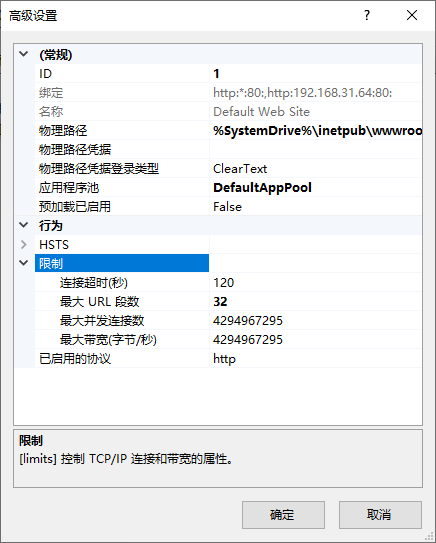 高级设置
(常规)
ID 1
绑定 http:*:80:,http:192.168.31.64:80:
名称 Default Web Site
物理路径 %SystemDrive%\inetpub\wwwroo
物理路径凭据
物理路径凭据登录类型 ClearText
应用程序池 DefaultAppPool
预加载已启用 False
行为
HSTS
限制
连接超时(秒) 120
最大 URL 段数 32
最大并发连接数 4294967295
最大带宽(字节/秒) 4294967295
已启用的协议 http
限制
[limits] 控制 TCP/IP 连接和带宽的属性。
确定 取消